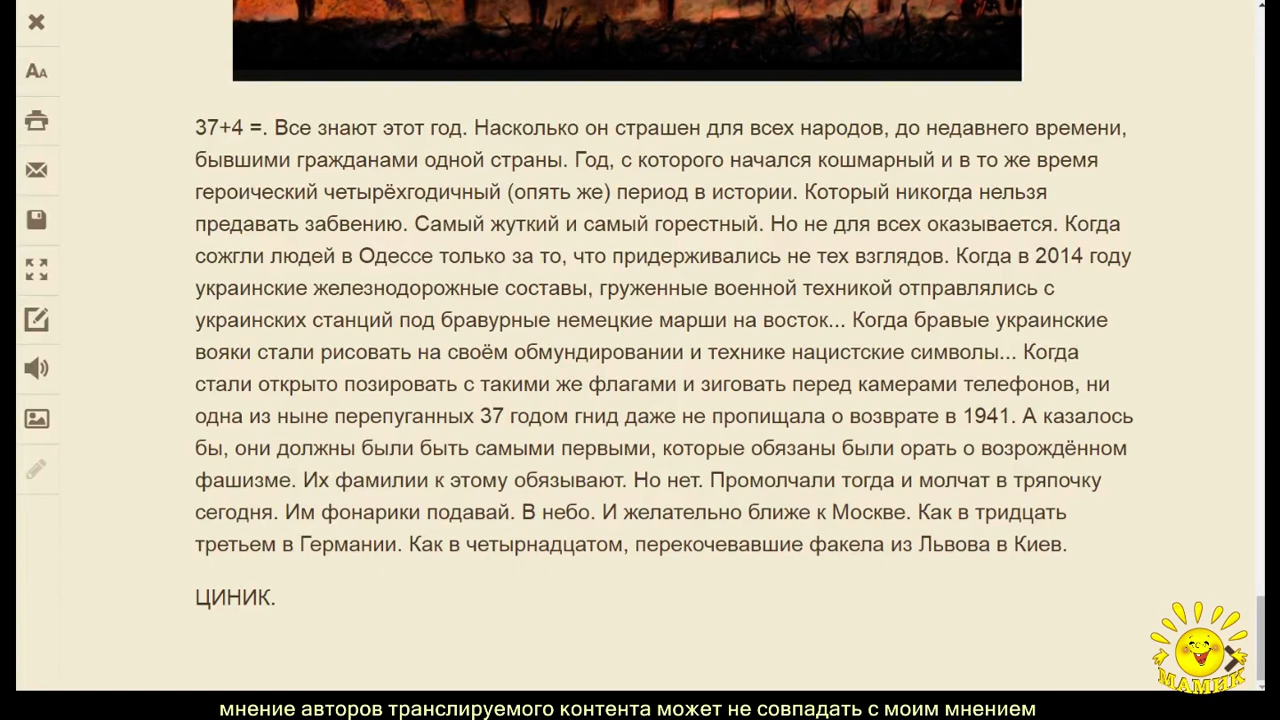 37+4 =. Все знают этот год. Насколько он страшен для всех народов, до недавнего времени,
бывшими гражданами одной страны. Год, с которого начался кошмарный и в то же время
героический четырёхгодичный (опять же) период в истории. Который никогда нельзя
предавать забвению. Самый жуткий и самый горестный. Но не для всех оказывается. Когда
сожгли людей в Одессе только за то, что придерживались не тех взглядов. Когда в 2014 году
украинские железнодорожные составы, груженные военной техникой отправлялись с
украинских станций под бравурные немецкие марши на восток... Когда бравые украинские
вояки стали рисовать на своём обмундировании и технике нацистские символы... Когда
стали открыто позировать с такими же флагами и зиговать перед камерами телефонов, ни
одна из ныне перепуганных 37 годом гнид даже не пропищала о возврате в 1941. А казалось
бы, они должны были быть самыми первыми, которые обязаны были орать о возрождённом
фашизме. Их фамилии к этому обязывают. Но нет. Промолчали тогда и молчат в тряпочку
сегодня. Им фонарики подавай. В небо. И желательно ближе к Москве. Как в тридцать
третьем в Германии. Как в четырнадцатом, перекочевавшие факела из Львова в Киев.
ЦИНИК.
МАМИК
мнение авторов транслируемого контента может не совпадать с моим мнением
AA